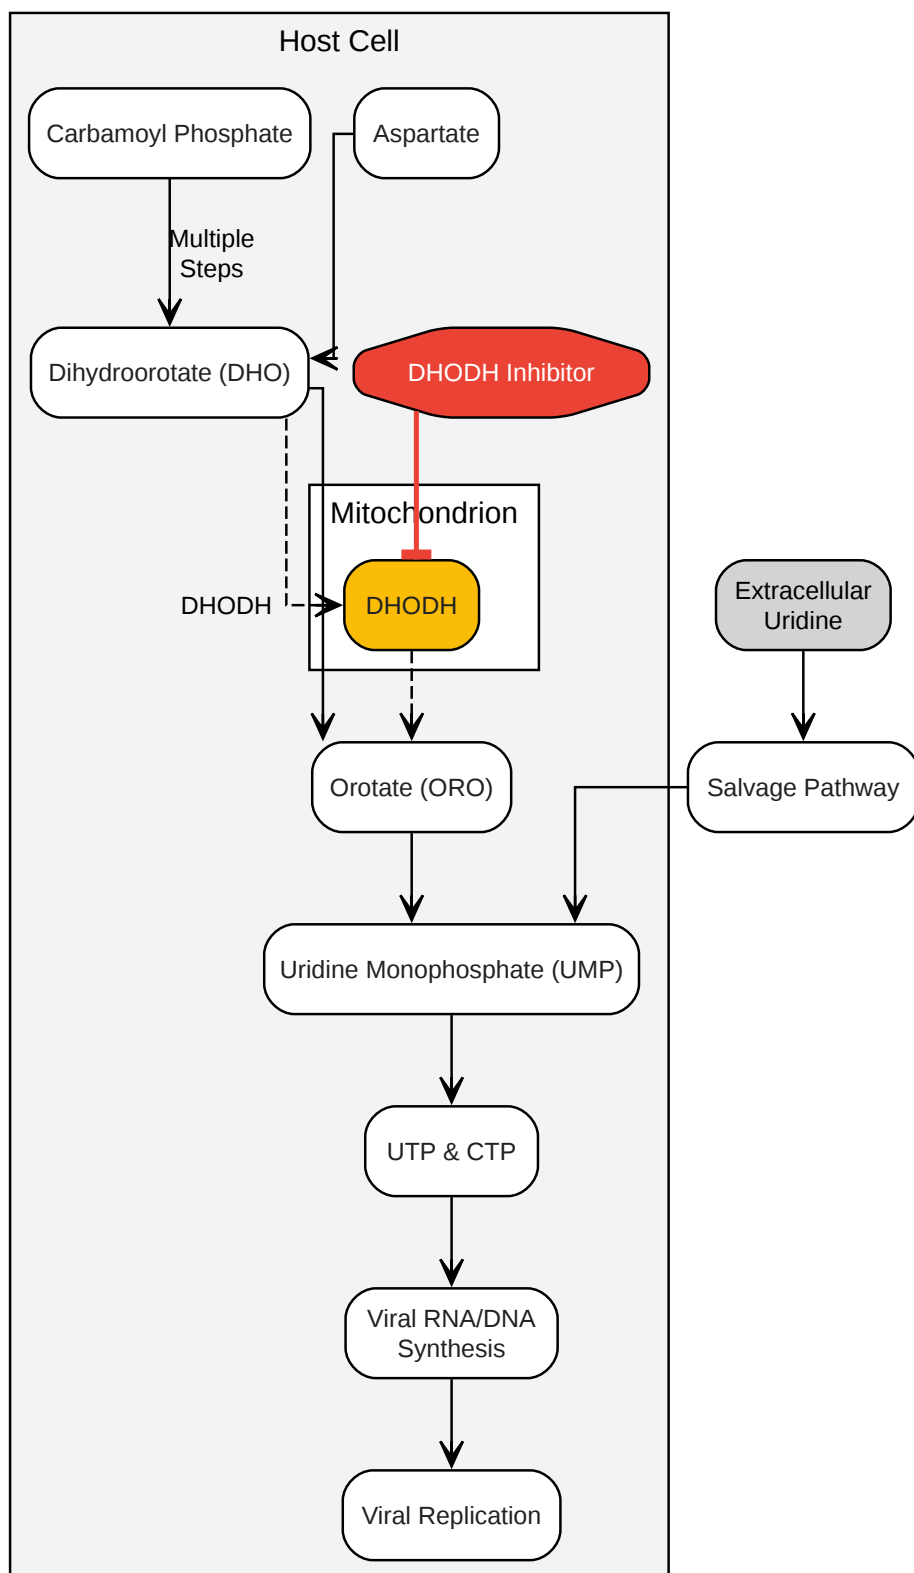 Host Cell
Carbamoyl Phosphate
Aspartate
Multiple
Steps
Dihydroorotate (DHO)
DHODH Inhibitor
Mitochondrion
DHODH
DHODH
Extracellular
Uridine
Orotate (ORO)
Salvage Pathway
Uridine Monophosphate (UMP)
UTP & CTP
Viral RNA/DNA
Synthesis
Viral Replication